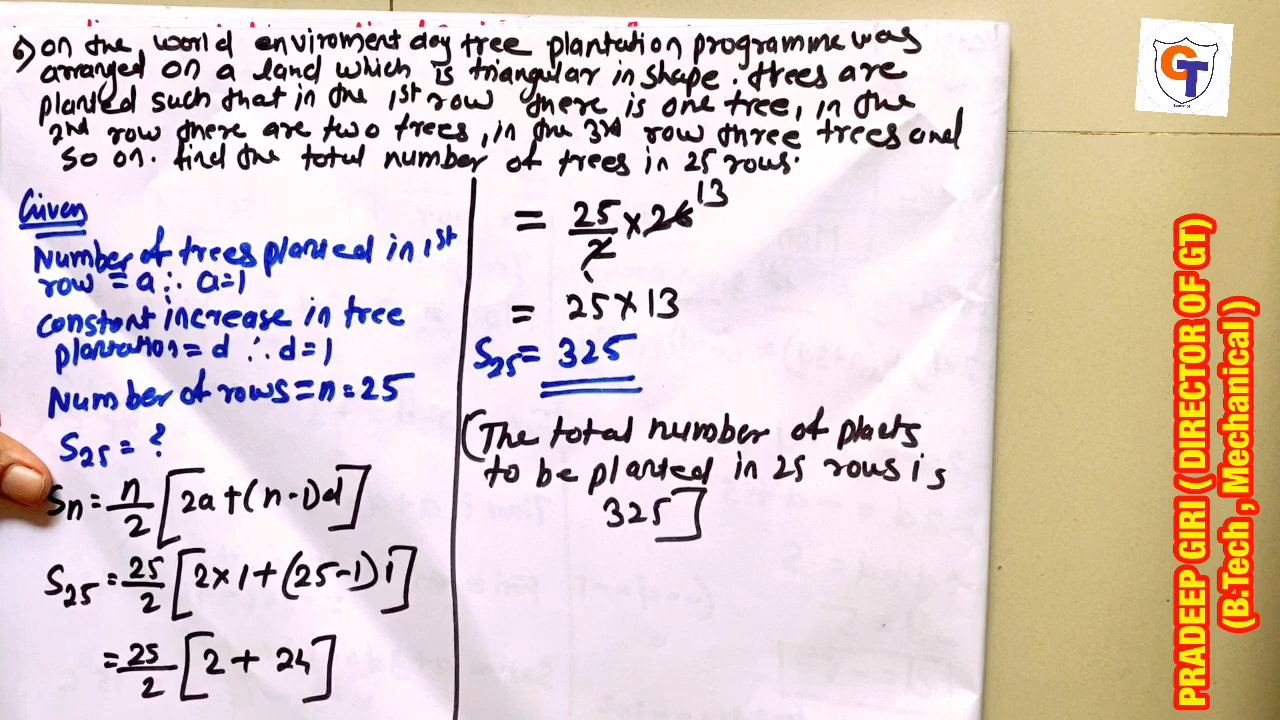 6) on the world enviroment day tree plantation programme was
arranged on a land which is triangular in shape. trees are
planted such that in the 1st row there is one tree, in the
2nd row there are two trees, in the 3rd row three trees and
so on. find the total number of trees in 25 rows.
Given
Number of trees planted in 1st
row = a ∴ a=1
constant increase in tree
plantation = d ∴ d=1
Number of rows = n = 25
S25 = ?
Sn = n/2 [2a+(n-1)d]
S25 = 25/2 [2×1+(25-1)1]
= 25/2 [2 + 24]
= 25/2 × 26 13
= 25×13
S25 = 325
(The total number of plants
to be planted in 25 rows is
325]
GT
PRADEEP GIRI ( DIRECTOR OF GT)
(B.Tech , Mechanical )